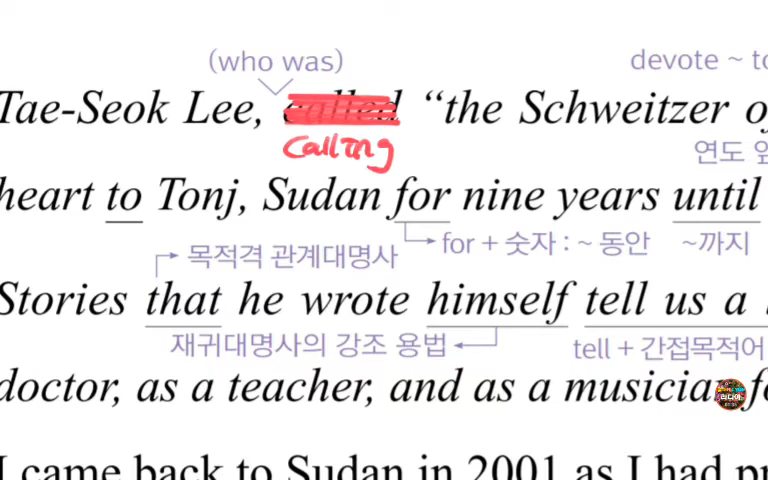 (who was)
devote ~ to
Tae-Seok Lee, called “the Schweitzer of
calling
연도 앞
heart to Tonj, Sudan for nine years until
for + 숫자 : ~ 동안
~까지
목적격 관계대명사
Stories that he wrote himself tell us a
재귀대명사의 강조 용법
tell + 간접목적어
doctor, as a teacher, and as a musician
I came back to Sudan in 2001 as I had pr